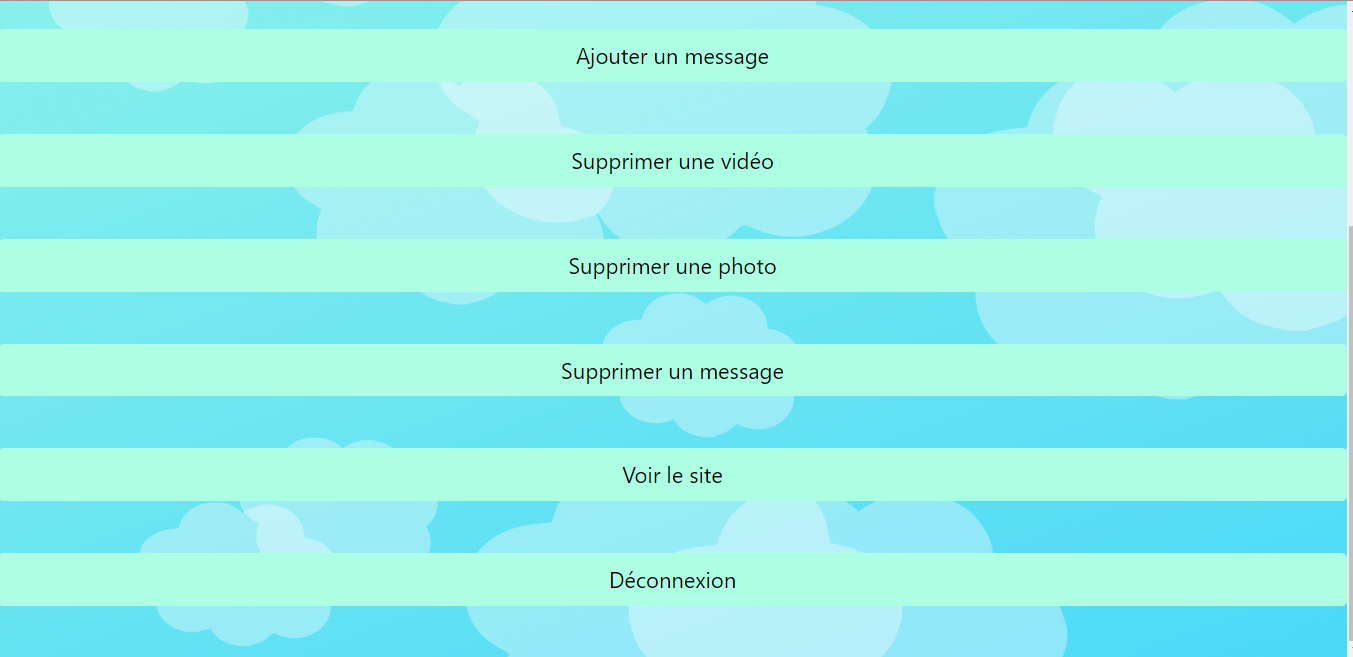 Ajouter un message
Supprimer une vidéo
Supprimer une photo
Supprimer un message
Voir le site
Déconnexion